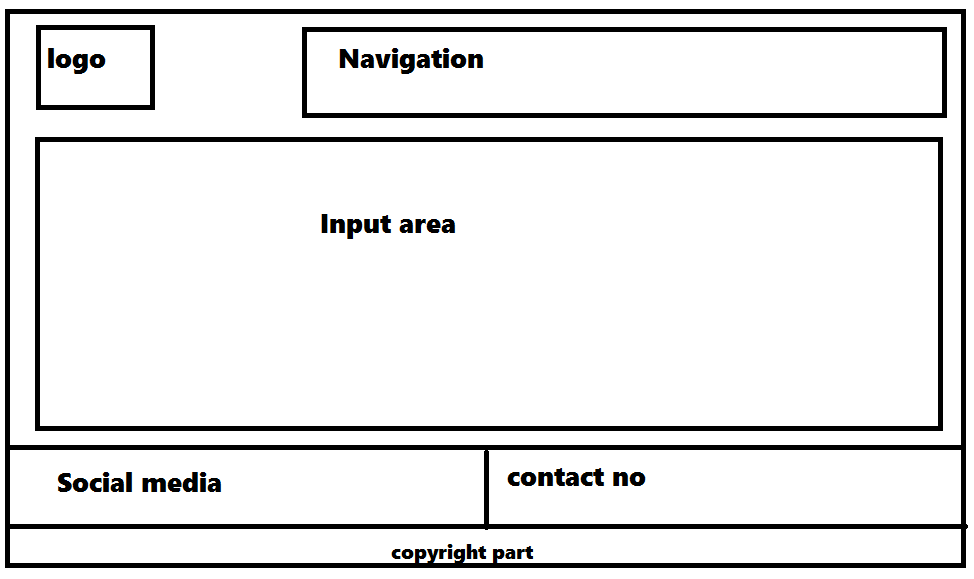 logo
Navigation
Input area
Social media
contact no
copyright part